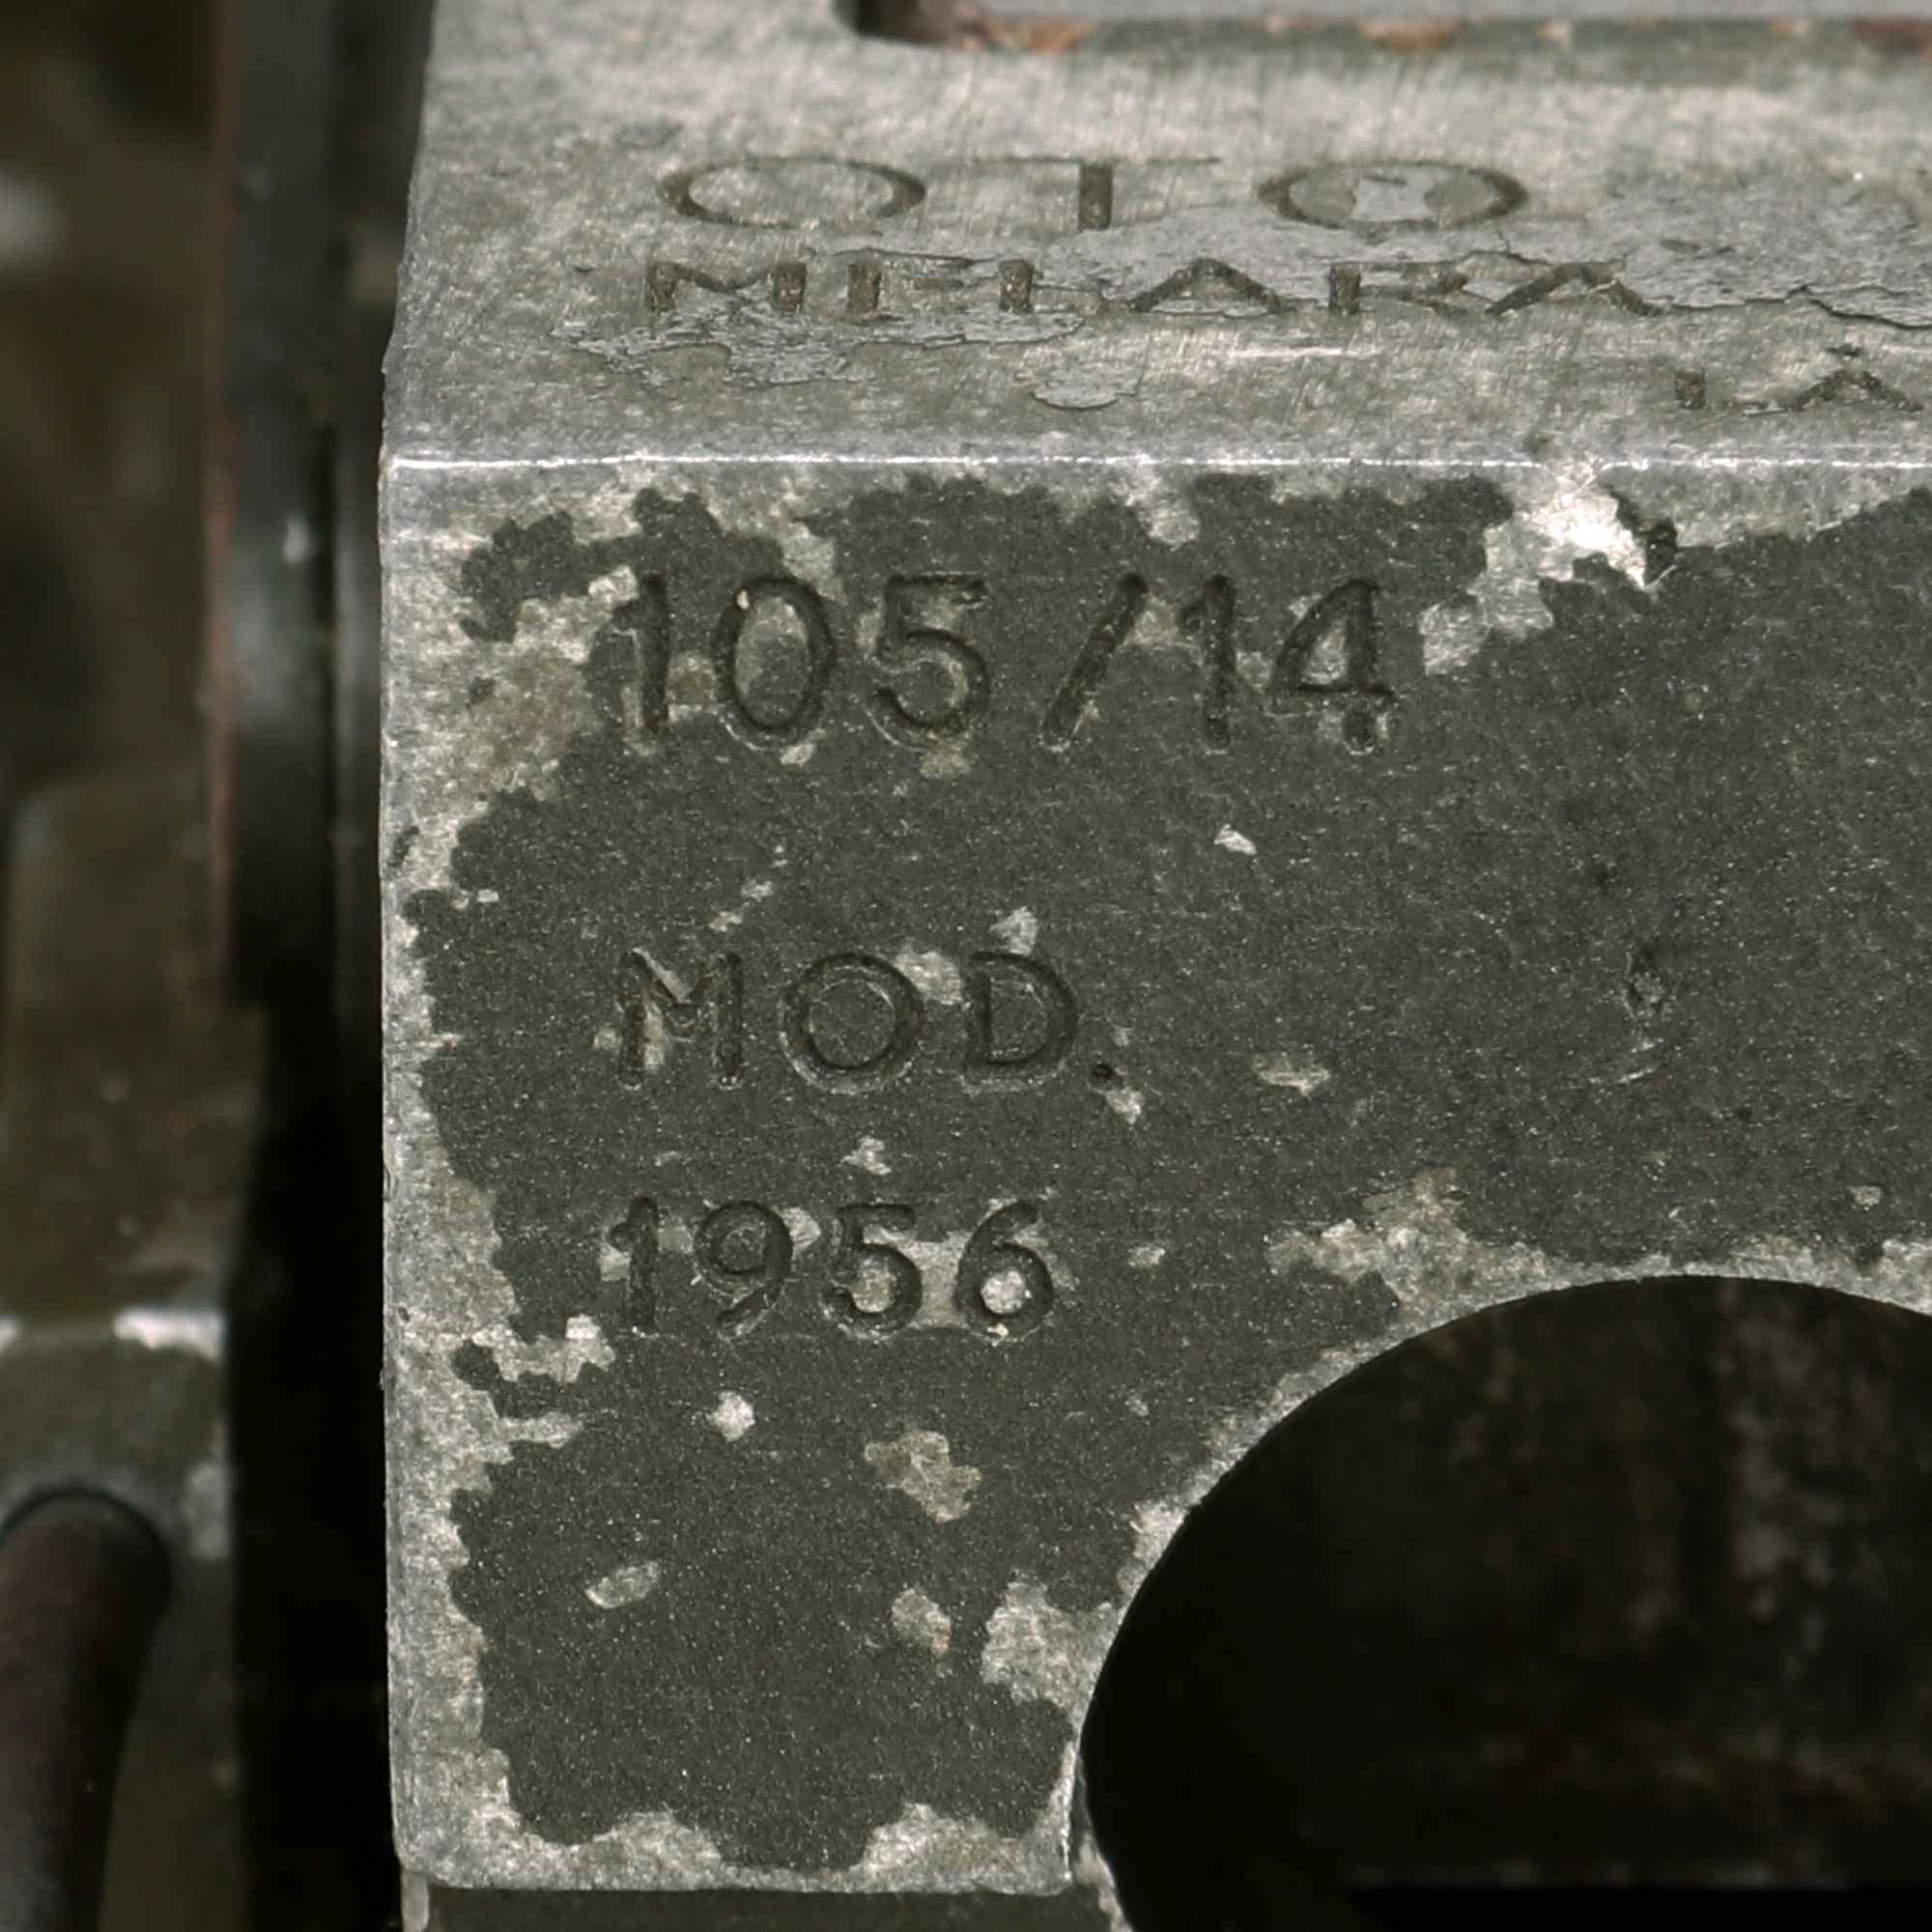 OTO
MELARA
105/14
MOD.
1956